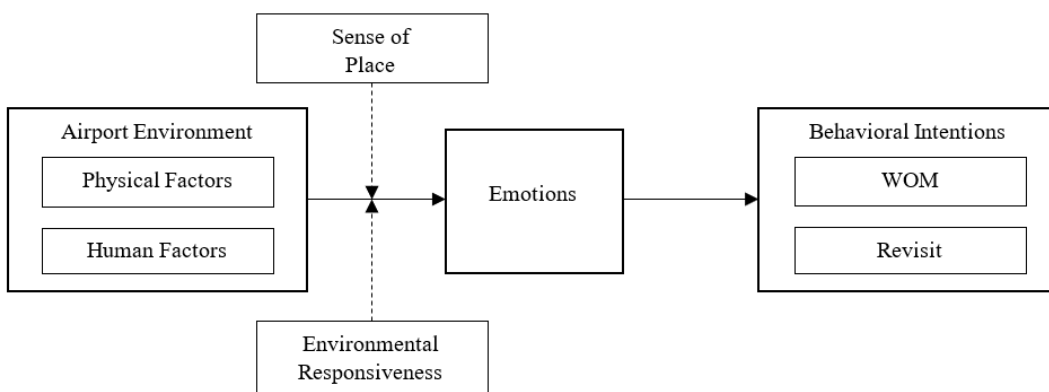 Sense of
Place
Airport Environment
Physical Factors
Human Factors
Emotions
Behavioral Intentions
WOM
Revisit
Environmental
Responsiveness